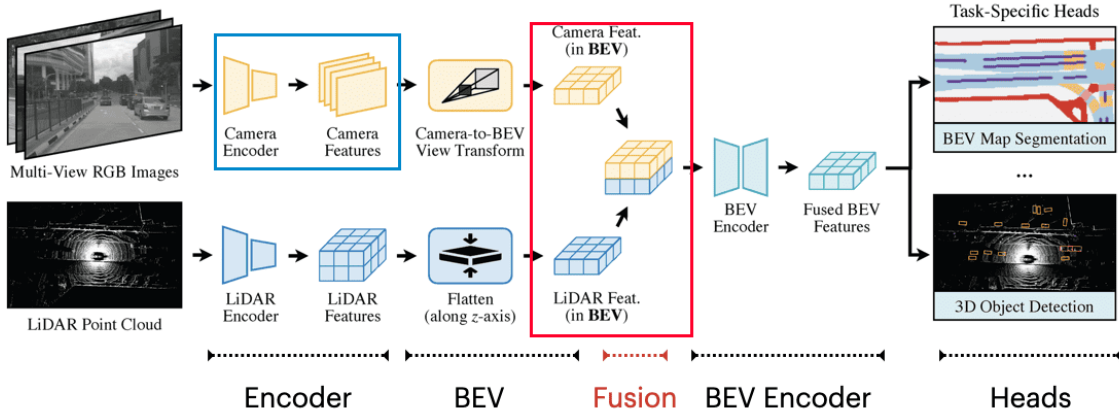 Multi-View RGB Images
Camera
Encoder
Camera
Features
Camera-to-BEV
View Transform
Camera Feat.
(in BEV)
LiDAR Point Cloud
LiDAR
Encoder
LiDAR
Features
Flatten
(along z-axis)
LiDAR Feat.
(in BEV)
BEV
Encoder
Fused BEV
Features
Task-Specific Heads
BEV Map Segmentation
...
3D Object Detection
Encoder
BEV
Fusion
BEV Encoder
Heads